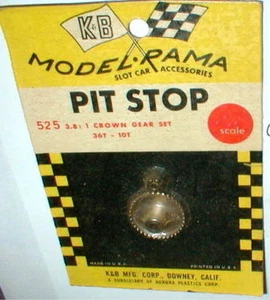 K&B
MODEL•RAMA
SLOT CAR ACCESSORIES
PIT STOP
525 3.8:1 CROWN GEAR SET
36T - 10T
scale
MADE IN U.S.A. PRINTED IN U.S.A.
K&B MFG. CORP., DOWNEY, CALIF.
A SUBSIDIARY OF AURORA PLASTICS CORP.